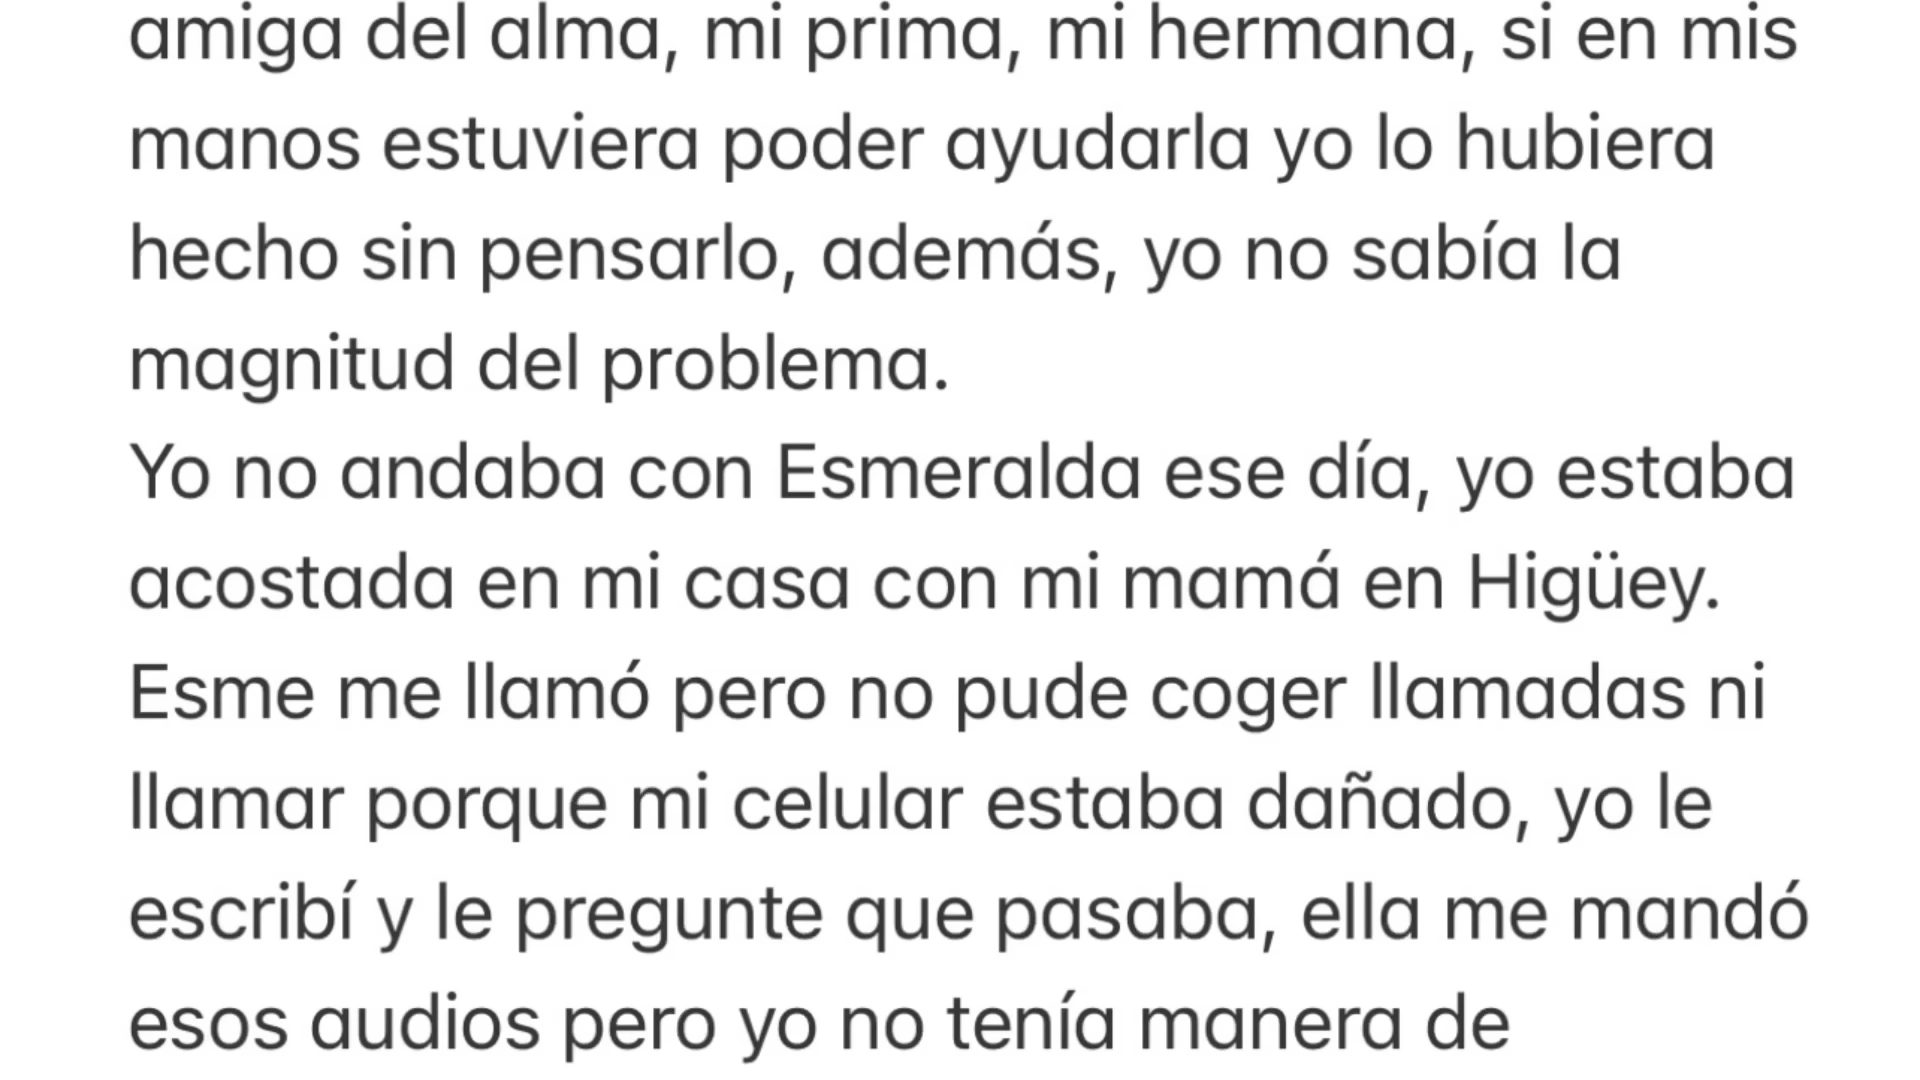 amiga del alma, mi prima, mi hermana, si en mis
manos estuviera poder ayudarla yo lo hubiera
hecho sin pensarlo, además, yo no sabía la
magnitud del problema.
Yo no andaba con Esmeralda ese día, yo estaba
acostada en mi casa con mi mamá en Higüey.
Esme me llamó pero no pude coger llamadas ni
llamar porque mi celular estaba dañado, yo le
escribí y le pregunte que pasaba, ella me mandó
esos audios pero yo no tenía manera de